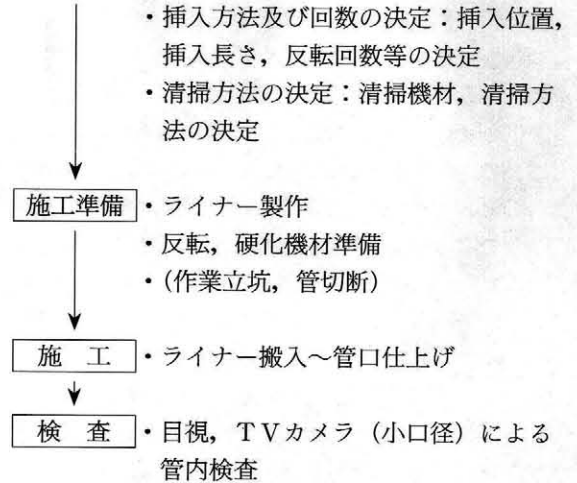 ・挿入方法及び回数の決定：挿入位置，
挿入長さ，反転回数等の決定
・清掃方法の決定：清掃機材，清掃方
法の決定
施工準備・ライナー製作
・反転，硬化機材準備
・(作業立坑，管切断)
施　工・ライナー搬入～管口仕上げ
検　査・目視，ＴＶカメラ（小口径）による
管内検査